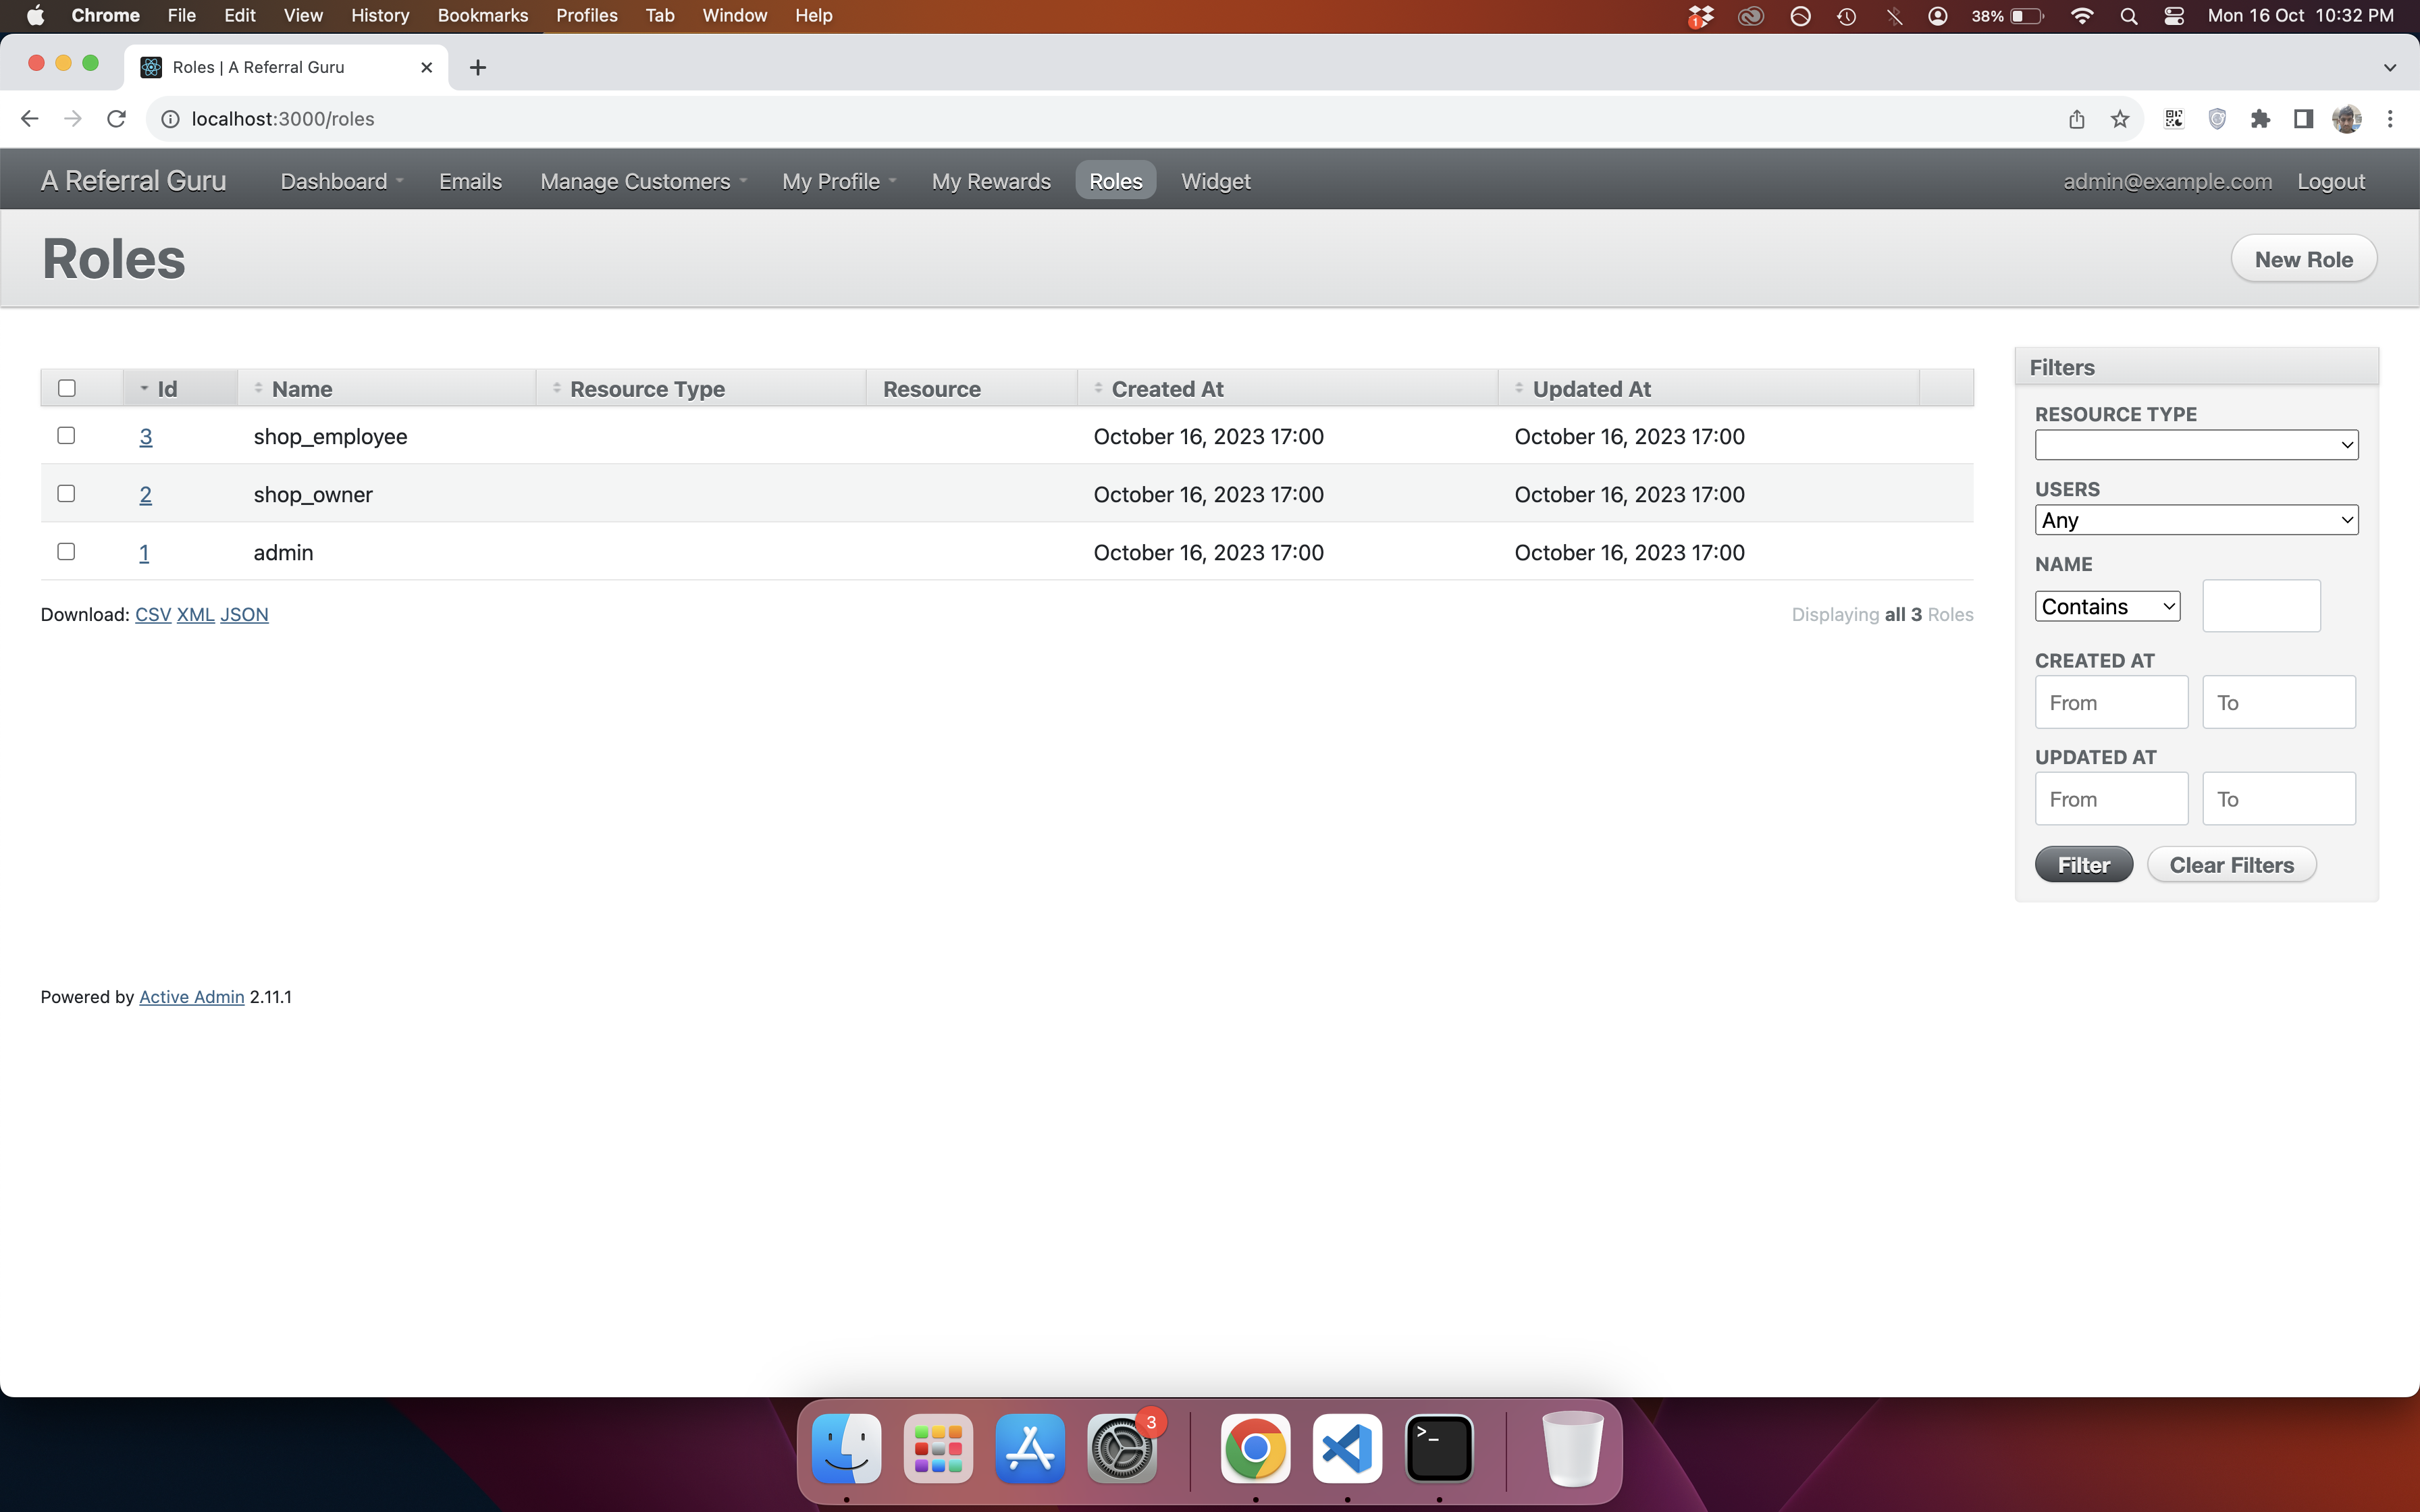 Chrome File Edit View History Bookmarks Profiles Tab Window Help 1 38% Mon 16 Oct 10:32 PM
Roles | A Referral Guru
localhost:3000/roles
A Referral Guru Dashboard Emails Manage Customers My Profile My Rewards Roles Widget admin@example.com Logout
Roles New Role
Id Name Resource Type Resource Created At Updated At
3 shop_employee October 16, 2023 17:00 October 16, 2023 17:00
2 shop_owner October 16, 2023 17:00 October 16, 2023 17:00
1 admin October 16, 2023 17:00 October 16, 2023 17:00
Download: CSV XML JSON Displaying all 3 Roles
Filters
RESOURCE TYPE
USERS
Any
NAME
Contains
CREATED AT
From To
UPDATED AT
From To
Filter Clear Filters
Powered by Active Admin 2.11.1
3
>_